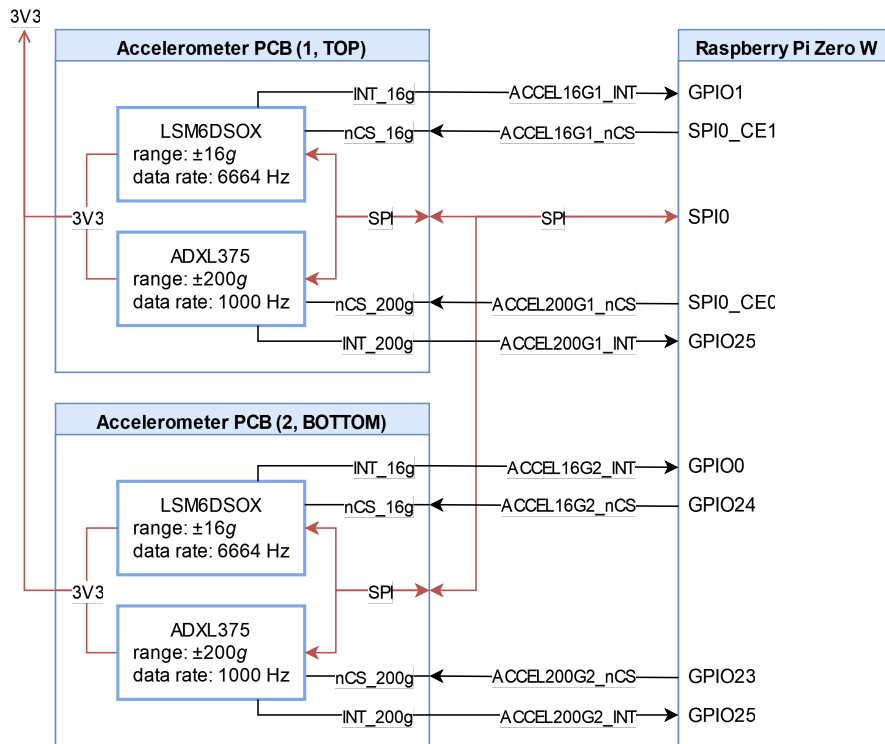 3V3
Accelerometer PCB (1, TOP)
Raspberry Pi Zero W
INT_16g
ACCEL16G1_INT
GPIO1
LSM6DSOX
range: ±16g
data rate: 6664 Hz
nCS_16g
ACCEL16G1_nCS
SPI0_CE1
3V3
SPI
SPI
SPI0
ADXL375
range: ±200g
data rate: 1000 Hz
nCS_200g
ACCEL200G1_nCS
SPI0_CE0
INT_200g
ACCEL200G1_INT
GPIO25
Accelerometer PCB (2, BOTTOM)
INT_16g
ACCEL16G2_INT
GPIO0
LSM6DSOX
range: ±16g
data rate: 6664 Hz
nCS_16g
ACCEL16G2_nCS
GPIO24
3V3
SPI
ADXL375
range: ±200g
data rate: 1000 Hz
nCS_200g
ACCEL200G2_nCS
GPIO23
INT_200g
ACCEL200G2_INT
GPIO25